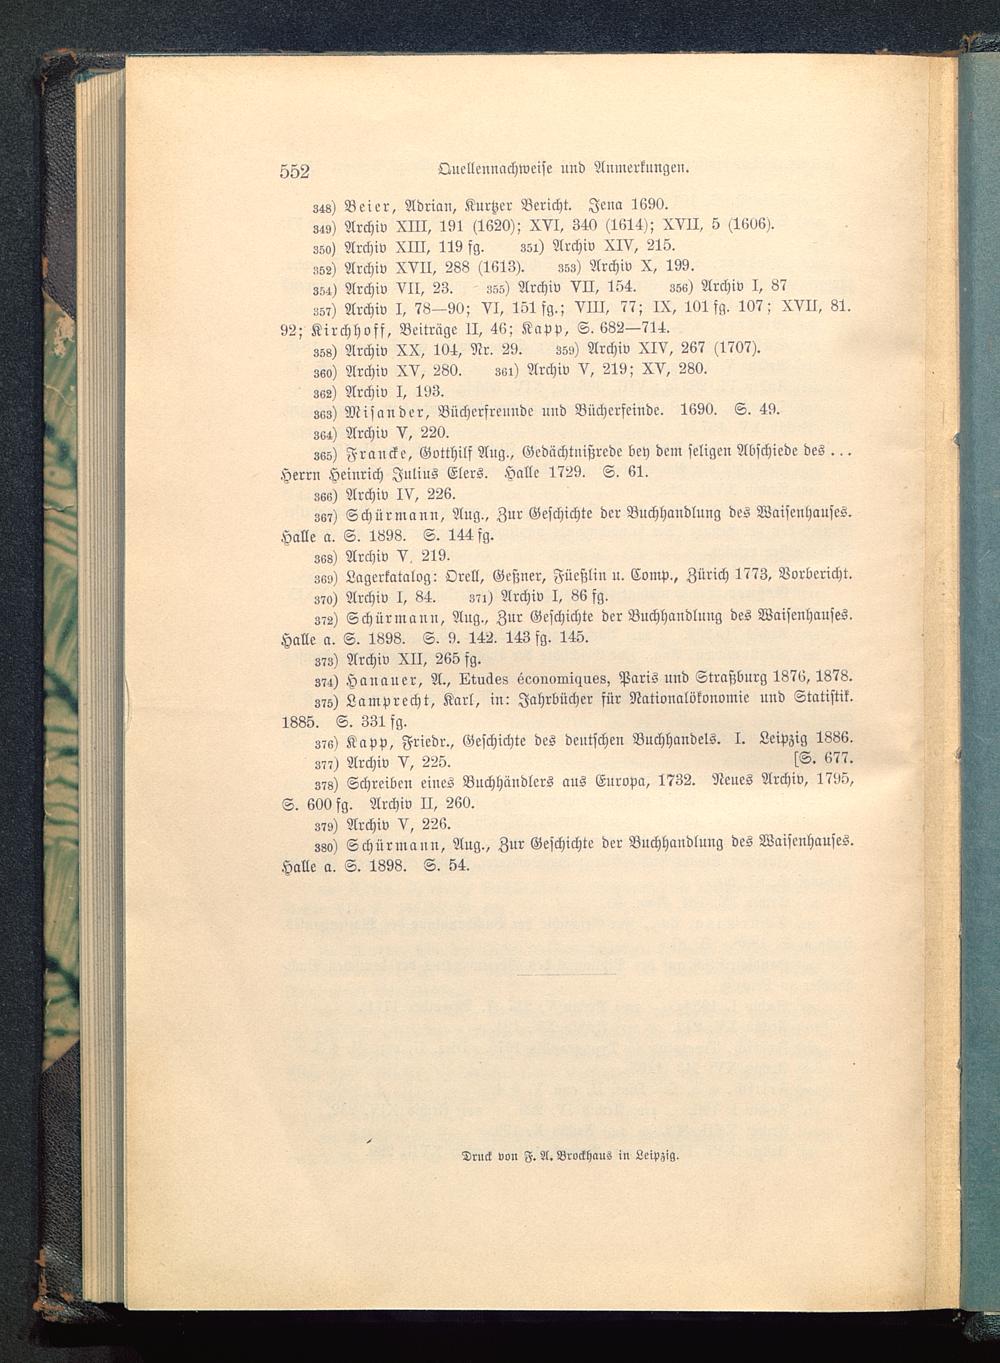 552 Quellennachweise und Anmerkungen.
348) Beier, Adrian, Kurtzer Bericht. Jena 1690.
349) Archiv XIII, 191 (1620); XVI, 340 (1614); XVII, 5 (1606).
350) Archiv XIII, 119 fg. 351) Archiv XIV, 215.
352) Archiv XVII, 288 (1613). 353) Archiv X, 199.
354) Archiv VII, 23. 355) Archiv VII, 154. 356) Archiv I, 87
357) Archiv I, 78—90; VI, 151 fg.; VIII, 77; IX, 101 fg. 107; XVII, 81.
92; Kirchhoff, Beiträge II, 46; Kapp, S. 682—714.
358) Archiv XX, 104, Nr. 29. 359) Archiv XIV, 267 (1707).
360) Archiv XV, 280. 361) Archiv V, 219; XV, 280.
362) Archiv I, 193.
363) Misander, Bücherfreunde und Bücherfeinde. 1690. S. 49.
364) Archiv V, 220.
365) Francke, Gotthilf Aug., Gedächtnißrede bey dem seligen Abschiede des ...
Herrn Heinrich Julius Elers. Halle 1729. S. 61.
366) Archiv IV, 226.
367) Schürmann, Aug., Zur Geschichte der Buchhandlung des Waisenhauses.
Halle a. S. 1898. S. 144 fg.
368) Archiv V, 219.
369) Lagerkatalog: Orell, Geßner, Füeßlin u. Comp., Zürich 1773, Vorbericht.
370) Archiv I, 84. 371) Archiv I, 86 fg.
372) Schürmann, Aug., Zur Geschichte der Buchhandlung des Waisenhauses.
Halle a. S. 1898. S. 9. 142. 143 fg. 145.
373) Archiv XII, 265 fg.
374) Hanauer, A., Etudes économiques, Paris und Straßburg 1876, 1878.
375) Lamprecht, Karl, in: Jahrbücher für Nationalökonomie und Statistik.
1885. S. 331 fg.
376) Kapp, Friedr., Geschichte des deutschen Buchhandels. I. Leipzig 1886.
377) Archiv V, 225. [S. 677.
378) Schreiben eines Buchhändlers aus Europa, 1732. Neues Archiv, 1795,
S. 600 fg. Archiv II, 260.
379) Archiv V, 226.
380) Schürmann, Aug., Zur Geschichte der Buchhandlung des Waisenhauses.
Halle a. S. 1898. S. 54.
Druck von F. A. Brockhaus in Leipzig.